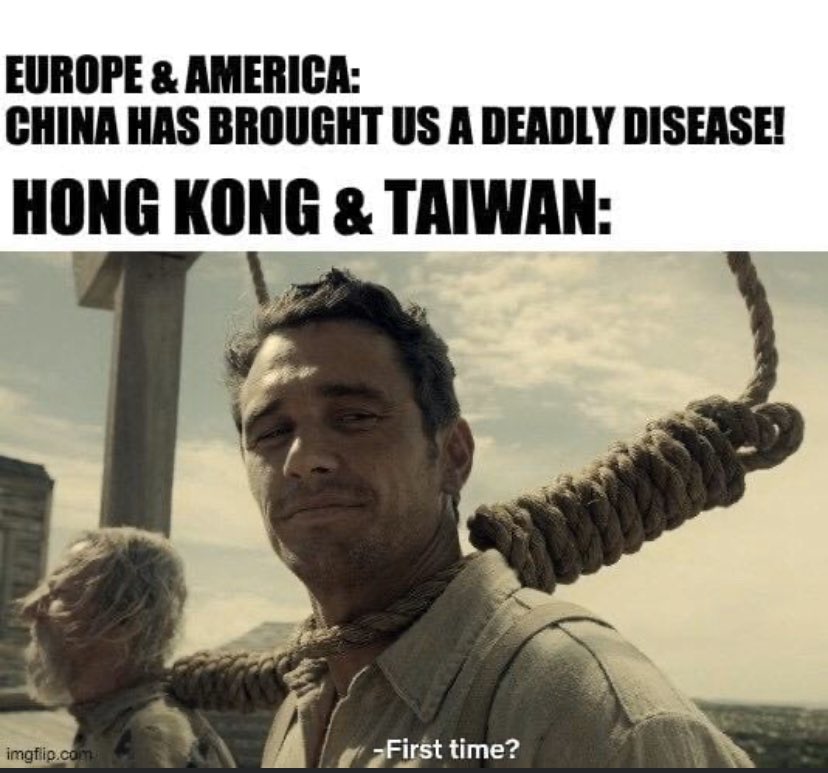 EUROPE & AMERICA:
CHINA HAS BROUGHT US A DEADLY DISEASE!
HONG KONG & TAIWAN:
-First time?
imgflip.com